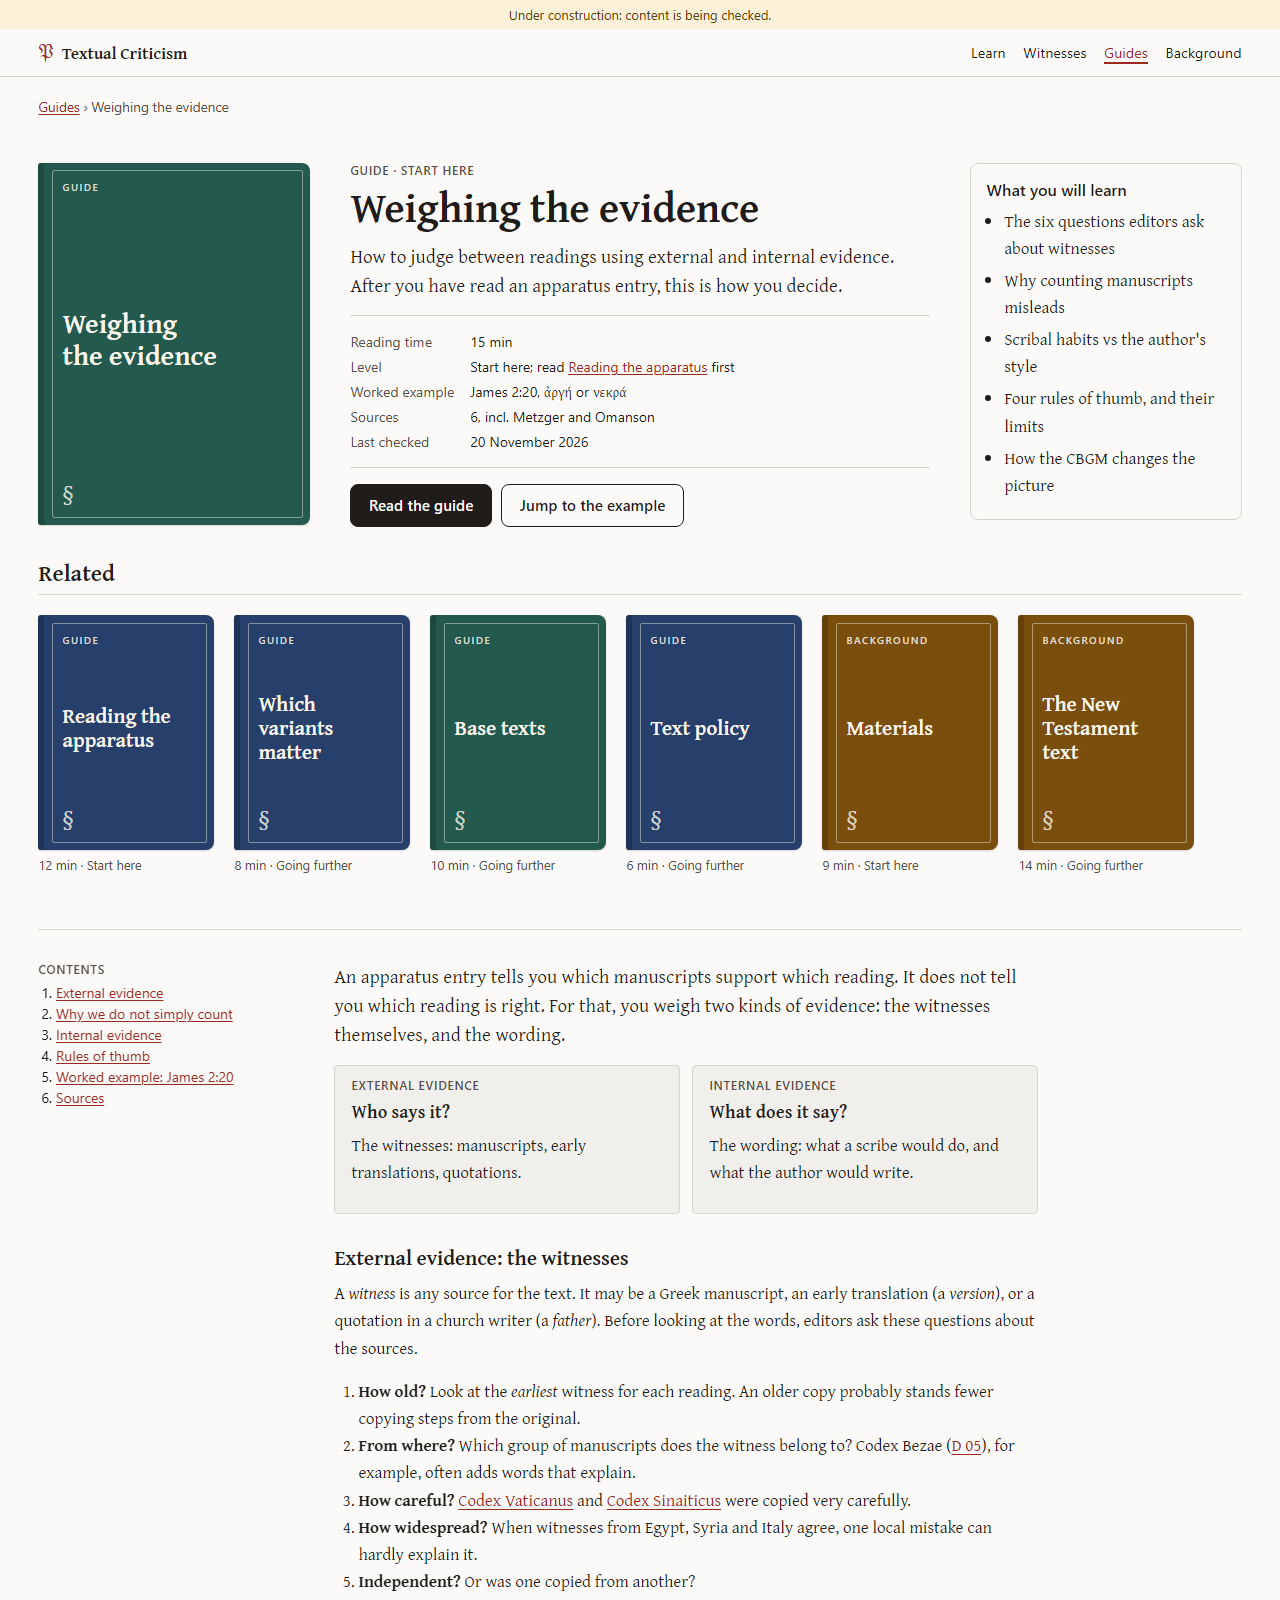 Under construction: content is being checked.
𝔓 Textual Criticism
Learn Witnesses Guides Background
Guides › Weighing the evidence
GUIDE
Weighing
the evidence
§
GUIDE · START HERE
Weighing the evidence
How to judge between readings using external and internal evidence.
After you have read an apparatus entry, this is how you decide.
Reading time 15 min
Level Start here; read Reading the apparatus first
Worked example James 2:20, ἀργή or νεκρά
Sources 6, incl. Metzger and Omanson
Last checked 20 November 2026
Read the guide
Jump to the example
What you will learn
• The six questions editors ask
about witnesses
• Why counting manuscripts
misleads
• Scribal habits vs the author's
style
• Four rules of thumb, and their
limits
• How the CBGM changes the
picture
Related
GUIDE
Reading the
apparatus
§
12 min · Start here
GUIDE
Which
variants
matter
§
8 min · Going further
GUIDE
Base texts
§
10 min · Going further
GUIDE
Text policy
§
6 min · Going further
BACKGROUND
Materials
§
9 min · Start here
BACKGROUND
The New
Testament
text
§
14 min · Going further
CONTENTS
1. External evidence
2. Why we do not simply count
3. Internal evidence
4. Rules of thumb
5. Worked example: James 2:20
6. Sources
An apparatus entry tells you which manuscripts support which reading. It does not tell
you which reading is right. For that, you weigh two kinds of evidence: the witnesses
themselves, and the wording.
EXTERNAL EVIDENCE
Who says it?
The witnesses: manuscripts, early
translations, quotations.
INTERNAL EVIDENCE
What does it say?
The wording: what a scribe would do, and
what the author would write.
External evidence: the witnesses
A witness is any source for the text. It may be a Greek manuscript, an early translation (a version), or a
quotation in a church writer (a father). Before looking at the words, editors ask these questions about
the sources.
1. How old? Look at the earliest witness for each reading. An older copy probably stands fewer
copying steps from the original.
2. From where? Which group of manuscripts does the witness belong to? Codex Bezae (D 05), for
example, often adds words that explain.
3. How careful? Codex Vaticanus and Codex Sinaiticus were copied very carefully.
4. How widespread? When witnesses from Egypt, Syria and Italy agree, one local mistake can
hardly explain it.
5. Independent? Or was one copied from another?